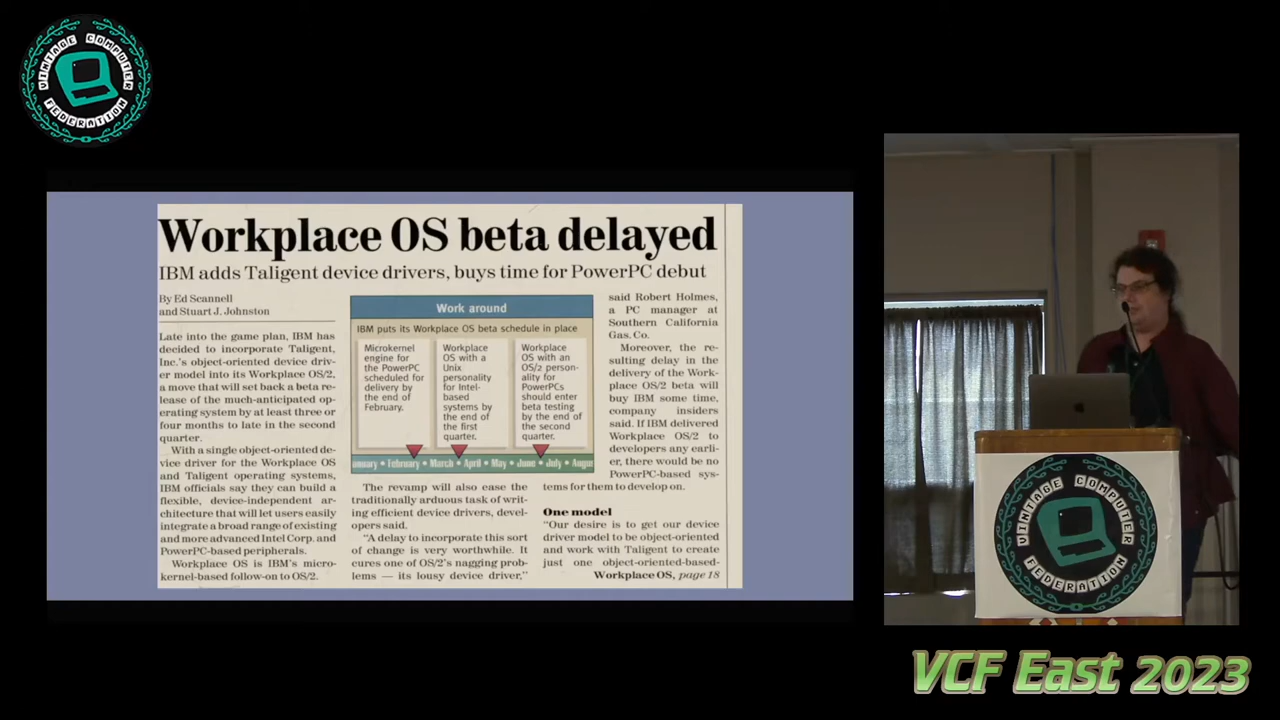 VINTAGE COMPUTER
FEDERATION
Workplace OS beta delayed
IBM adds Taligent device drivers, buys time for PowerPC debut
By Ed Scannell
and Stuart J. Johnston
Late into the game plan, IBM has
decided to incorporate Taligent,
Inc.'s object-oriented device driv-
er model into its Workplace OS/2,
a move that will set back a beta re-
lease of the much-anticipated op-
erating system by at least three or
four months to late in the second
quarter.
With a single object-oriented de-
vice driver for the Workplace OS
and Taligent operating systems,
IBM officials say they can build a
flexible, device-independent ar-
chitecture that will let users easily
integrate a broad range of existing
and more advanced Intel Corp. and
PowerPC-based peripherals.
Workplace OS is IBM's micro-
kernel-based follow-on to OS/2.
Work around
IBM puts its Workplace OS beta schedule in place
Microkernel
engine for
the PowerPC
scheduled for
delivery by
the end of
February.
Workplace
OS with a
Unix
personality
for Intel-
based
systems by
the end of
the first
quarter.
Workplace
OS with an
OS/2 person-
ality for
PowerPCs
should enter
beta testing
by the end of
the second
quarter.
anuary • February • March • April • May • June • July • Augu
The revamp will also ease the
traditionally arduous task of writ-
ing efficient device drivers, devel-
opers said.
"A delay to incorporate this sort
of change is very worthwhile. It
cures one of OS/2's nagging prob-
lems — its lousy device driver,"
said Robert Holmes,
a PC manager at
Southern California
Gas. Co.
Moreover, the re-
sulting delay in the
delivery of the Work-
place OS/2 beta will
buy IBM some time,
company insiders
said. If IBM delivered
Workplace OS/2 to
developers any earli-
er, there would be no
PowerPC-based sys-
tems for them to develop on.
One model
"Our desire is to get our device
driver model to be object-oriented
and work with Taligent to create
just one object-oriented-based-
Workplace OS, page 18
VINTAGE COMPUTER
FEDERATION
VCF East 2023